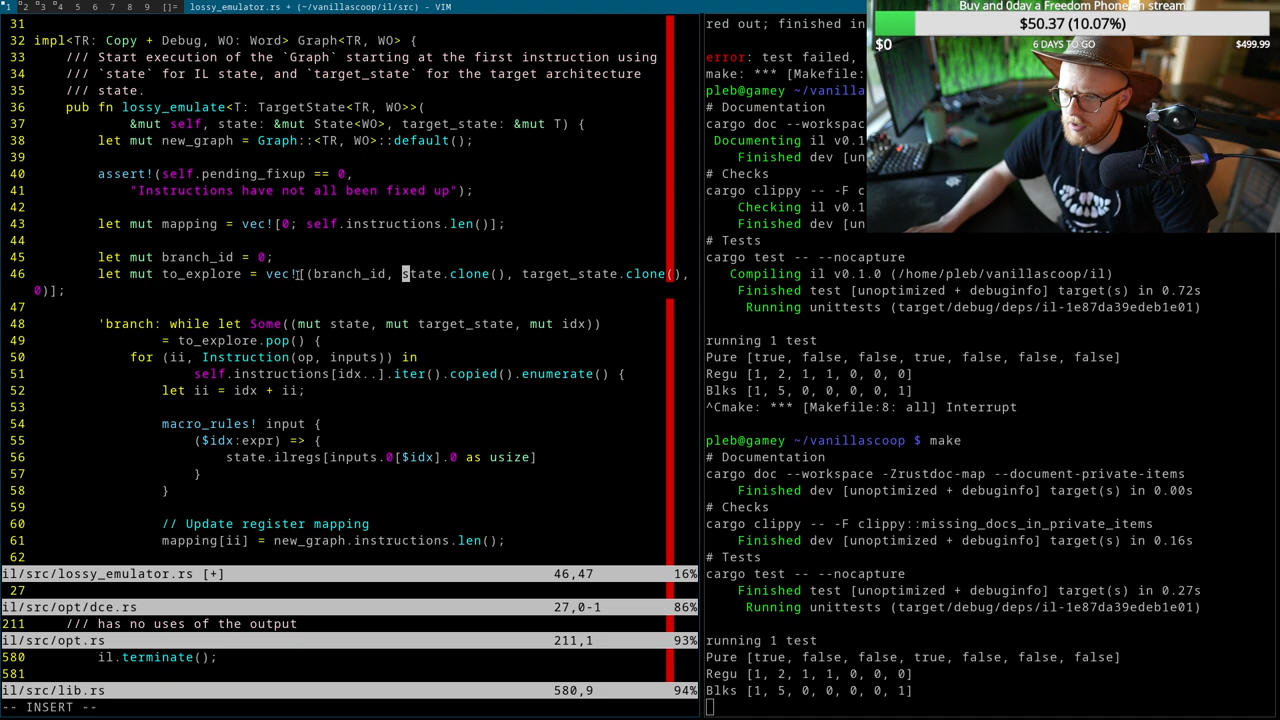 1 2 3 4 5 6 7 8 9 []= lossy_emulator.rs + (~/vanillascoop/il/src) - VIM
31
32 impl<TR: Copy + Debug, WO: Word> Graph<TR, WO> {
33     /// Start execution of the `Graph` starting at the first instruction using
34     /// `state` for IL state, and `target_state` for the target architecture
35     /// state.
36     pub fn lossy_emulate<T: TargetState<TR, WO>>(
37             &mut self, state: &mut State<WO>, target_state: &mut T) {
38         let mut new_graph = Graph::<TR, WO>::default();
39
40         assert!(self.pending_fixup == 0,
41             "Instructions have not all been fixed up");
42
43         let mut mapping = vec![0; self.instructions.len()];
44
45         let mut branch_id = 0;
46         let mut to_explore = vec![(branch_id, state.clone(), target_state.clone(),
0)];
47
48         'branch: while let Some((mut state, mut target_state, mut idx))
49                 = to_explore.pop() {
50             for (ii, Instruction(op, inputs)) in
51                     self.instructions[idx..].iter().copied().enumerate() {
52                 let ii = idx + ii;
53
54                 macro_rules! input {
55                     ($idx:expr) => {
56                         state.ilregs[inputs.0[$idx].0 as usize]
57                     }
58                 }
59
60                 // Update register mapping
61                 mapping[ii] = new_graph.instructions.len();
62
il/src/lossy_emulator.rs [+] 46,47 16%
27
il/src/opt/dce.rs 27,0-1 86%
211     /// has no uses of the output
il/src/opt.rs 211,1 93%
580         il.terminate();
581
il/src/lib.rs 580,9 94%
-- INSERT --
red out; finished in
error: test failed,
make: *** [Makefile:
pleb@gamey ~/vanilla
# Documentation
cargo doc --workspac
Documenting il v0.1
Finished dev [un
# Checks
cargo clippy -- -F c
Checking il v0.1
Finished dev [un
# Tests
cargo test -- --nocapture
Compiling il v0.1.0 (/home/pleb/vanillascoop/il)
Finished test [unoptimized + debuginfo] target(s) in 0.72s
Running unittests (target/debug/deps/il-1e87da39edeb1e01)
running 1 test
Pure [true, false, false, true, false, false, false]
Regu [1, 2, 1, 1, 0, 0, 0]
Blks [1, 5, 0, 0, 0, 0, 1]
^Cmake: *** [Makefile:8: all] Interrupt
pleb@gamey ~/vanillascoop $ make
# Documentation
cargo doc --workspace -Zrustdoc-map --document-private-items
Finished dev [unoptimized + debuginfo] target(s) in 0.00s
# Checks
cargo clippy -- -F clippy::missing_docs_in_private_items
Finished dev [unoptimized + debuginfo] target(s) in 0.16s
# Tests
cargo test -- --nocapture
Finished test [unoptimized + debuginfo] target(s) in 0.27s
Running unittests (target/debug/deps/il-1e87da39edeb1e01)
running 1 test
Pure [true, false, false, true, false, false, false]
Regu [1, 2, 1, 1, 0, 0, 0]
Blks [1, 5, 0, 0, 0, 0, 1]
Buy and 0day a Freedom Phone on stream
$50.37 (10.07%)
$0 6 DAYS TO GO $499.99